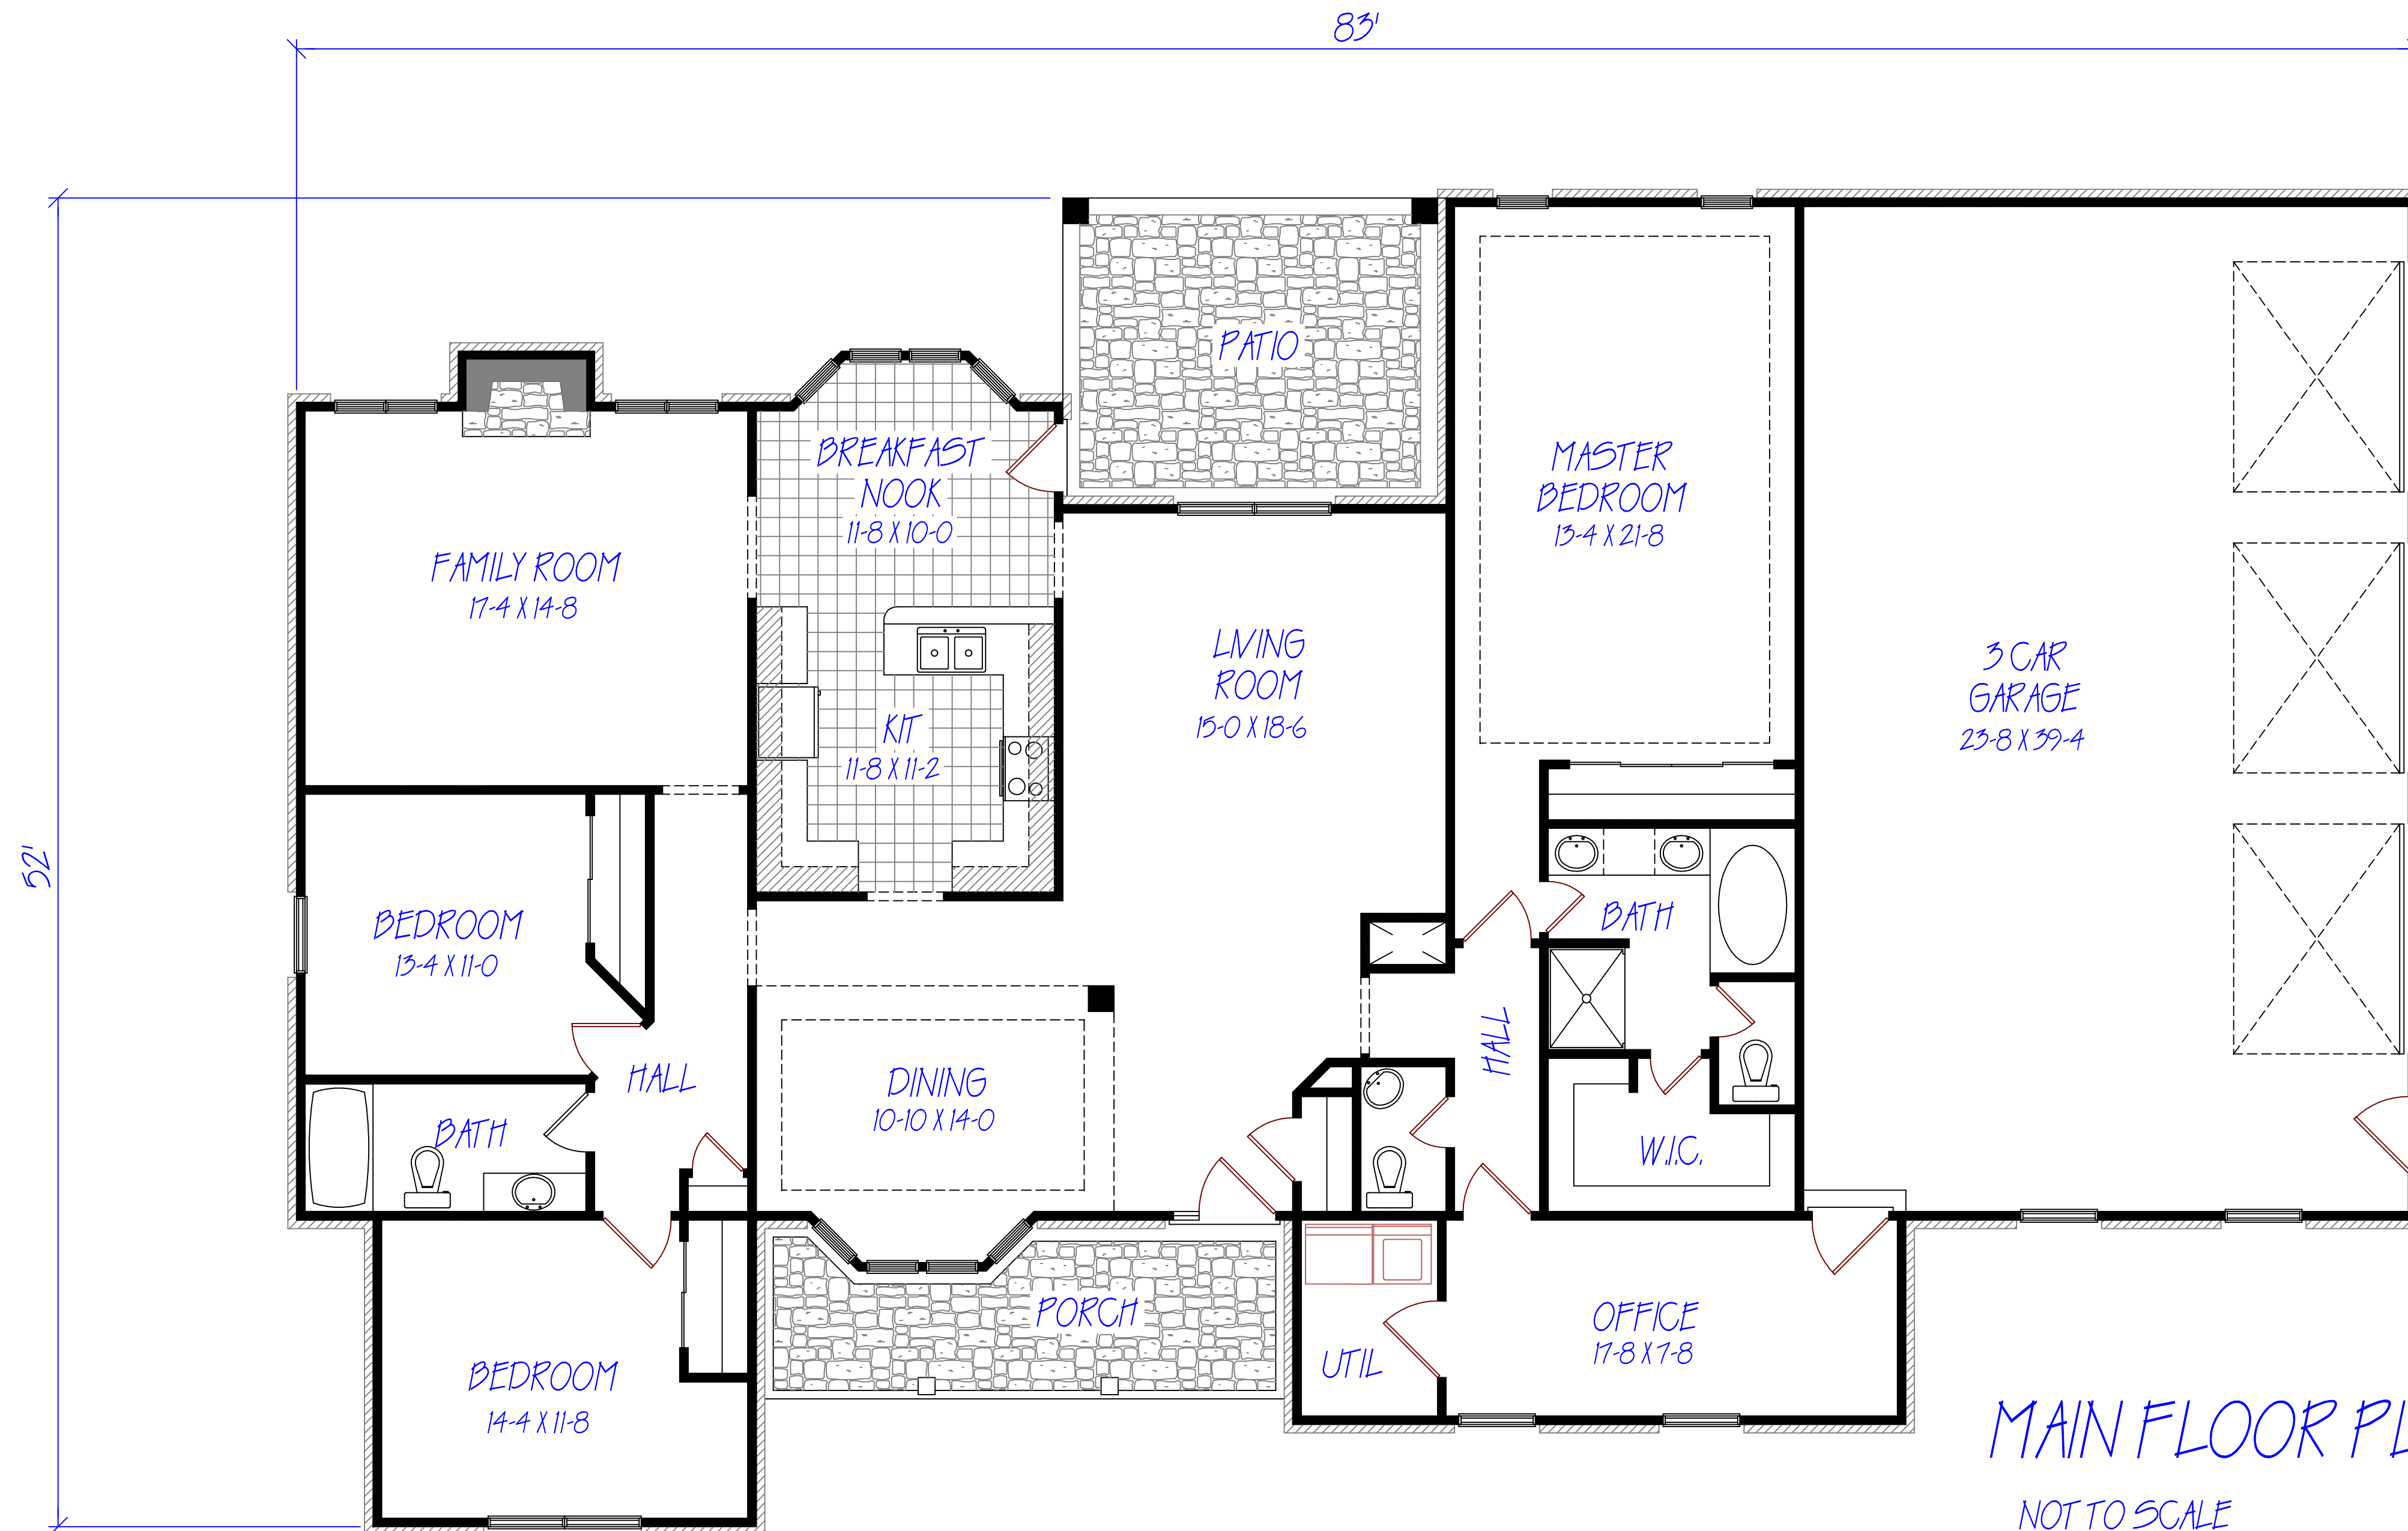 83'
52'
PATIO
BREAKFAST
NOOK
11-8 X 10-0
MASTER
BEDROOM
13-4 X 21-8
FAMILY ROOM
17-4 X 14-8
LIVING
ROOM
15-0 X 18-6
3 CAR
GARAGE
23-8 X 39-4
KIT
11-8 X 11-2
BEDROOM
13-4 X 11-0
BATH
HALL
HALL
DINING
10-10 X 14-0
BATH
W.I.C.
PORCH
OFFICE
17-8 X 7-8
UTIL
BEDROOM
14-4 X 11-8
MAIN FLOOR PL
NOT TO SCALE